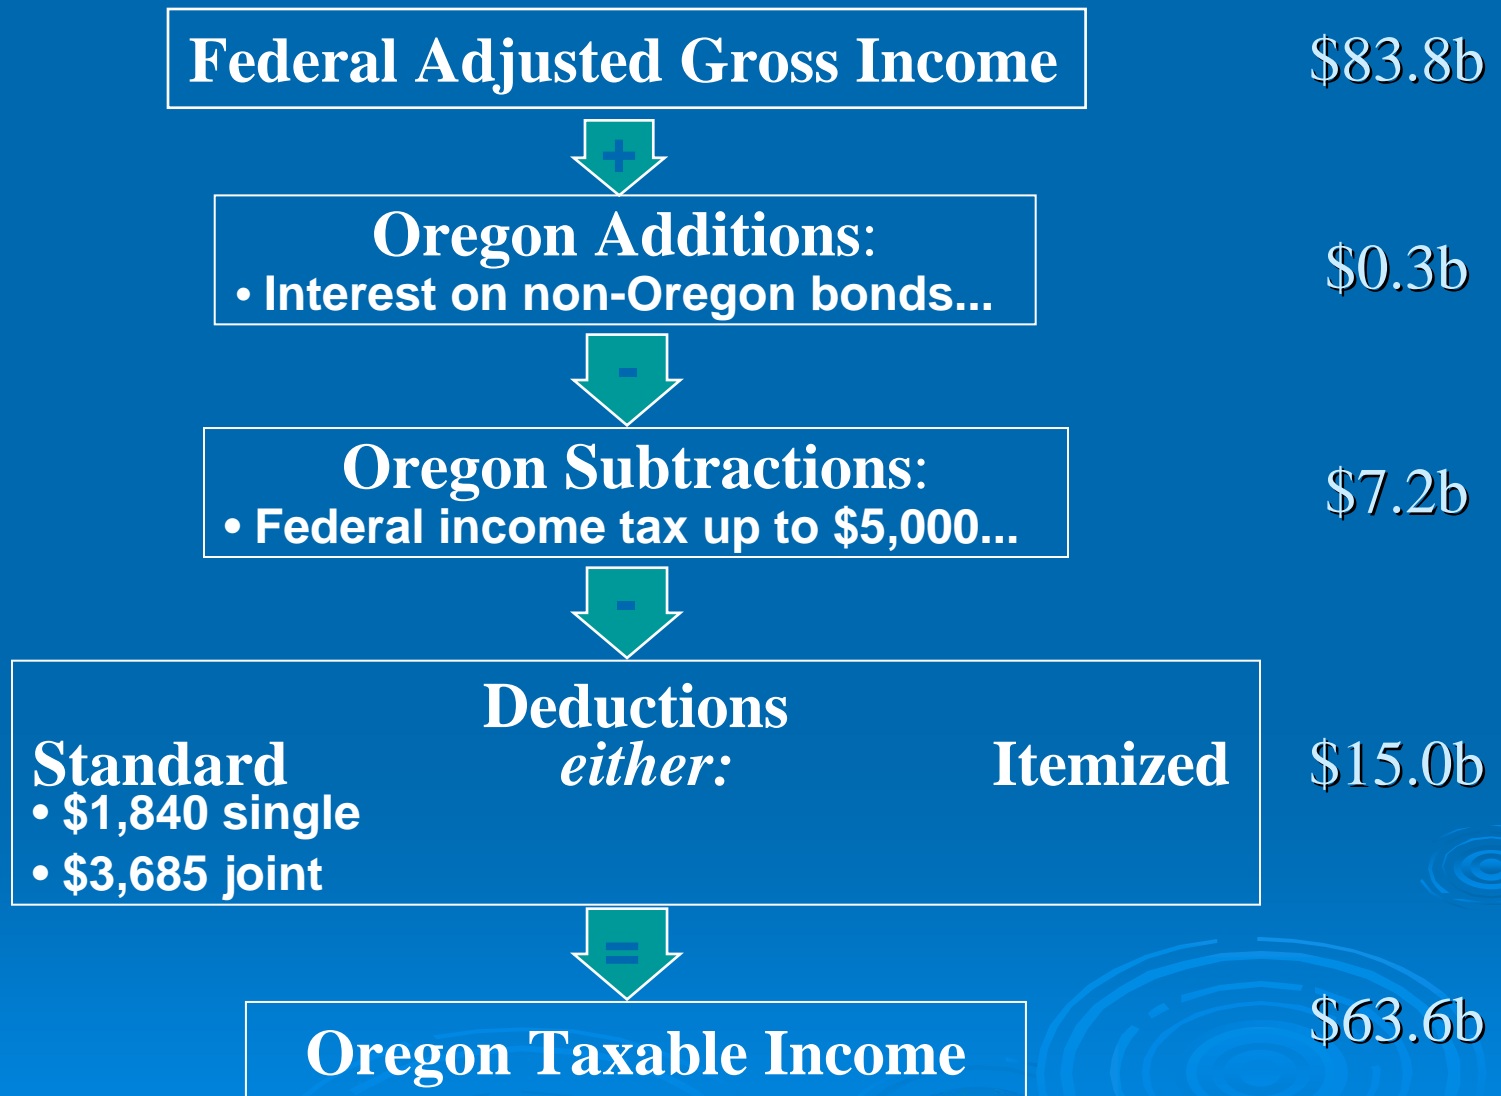 Federal Adjusted Gross Income $83.8b
+
Oregon Additions:
• Interest on non-Oregon bonds... $0.3b
-
Oregon Subtractions:
• Federal income tax up to $5,000... $7.2b
-
Deductions
Standard either: Itemized $15.0b
• $1,840 single
• $3,685 joint
=
Oregon Taxable Income $63.6b